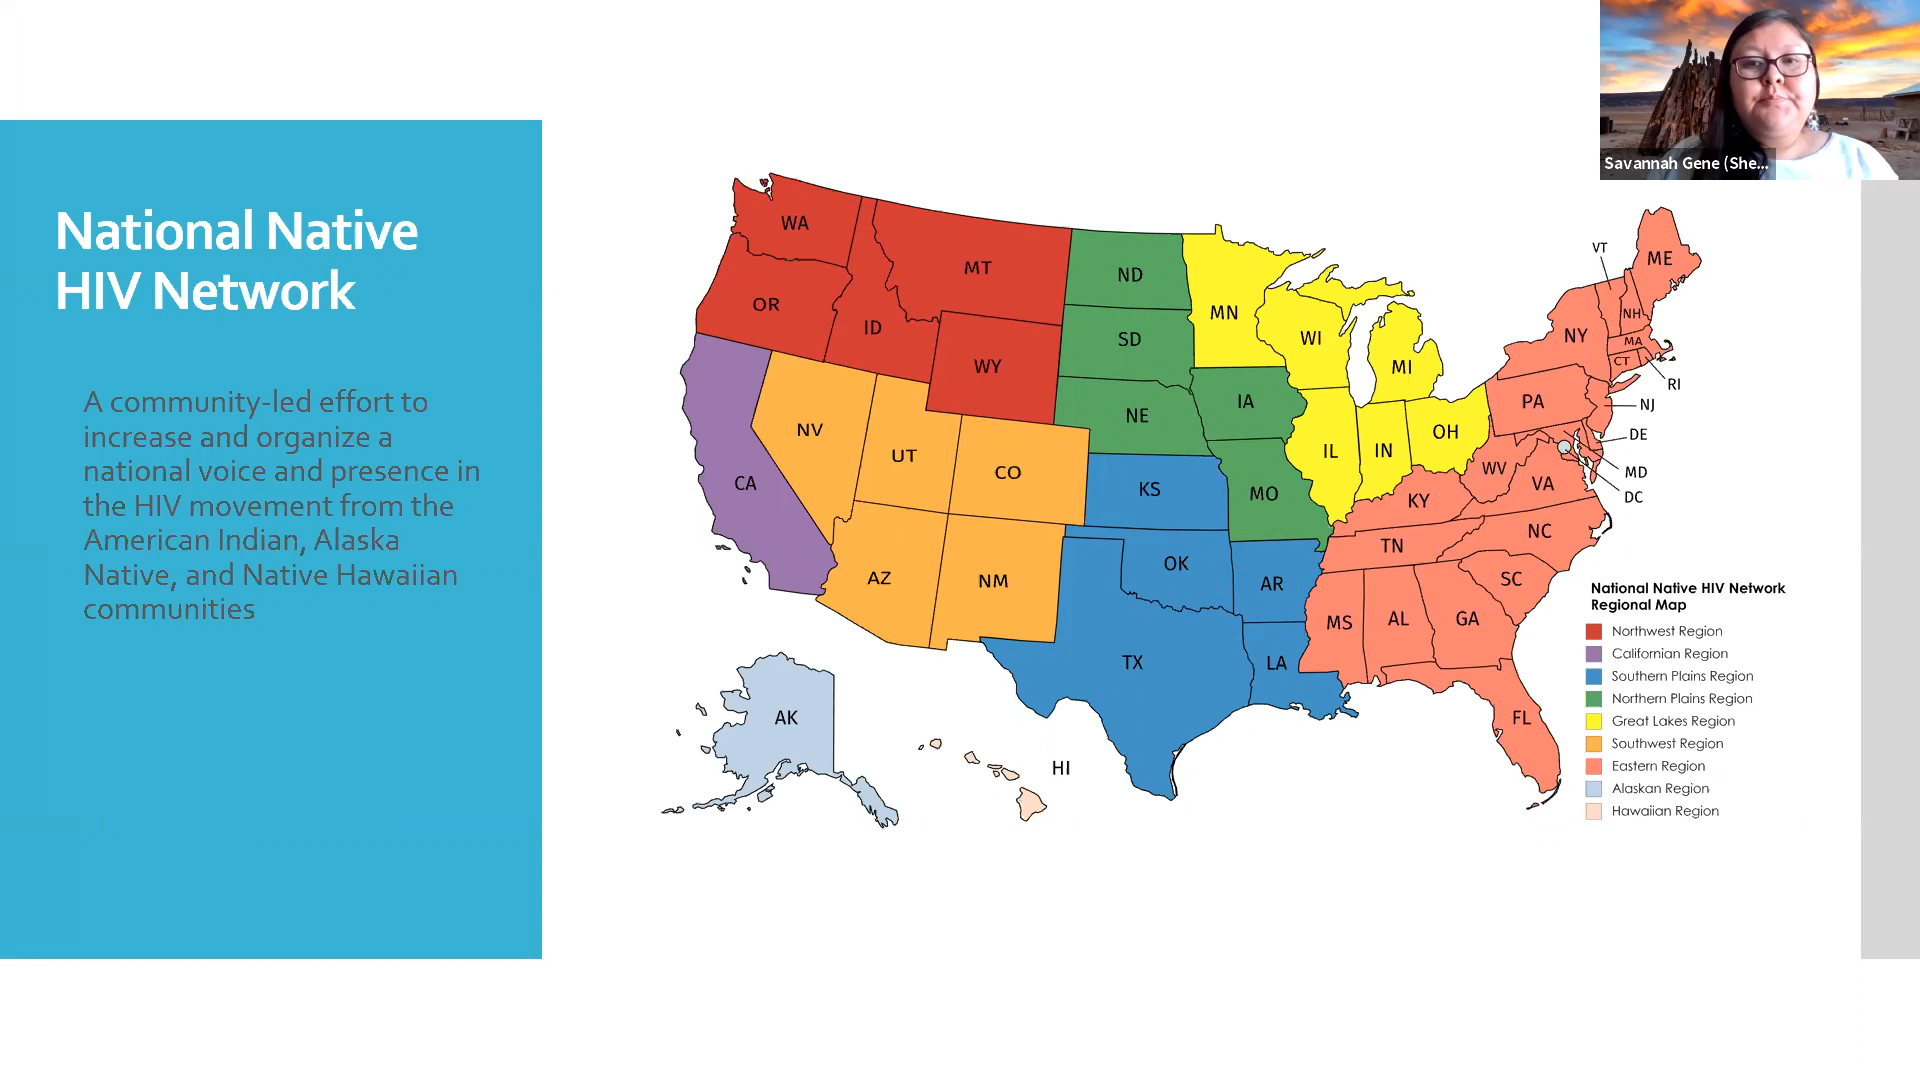 Savannah Gene (She...
National Native
HIV Network
A community-led effort to
increase and organize a
national voice and presence in
the HIV movement from the
American Indian, Alaska
Native, and Native Hawaiian
communities
WA
MT
OR
ID
WY
ND
SD
NE
MN
WI
MI
IA
IL
IN
OH
MO
CA
NV
UT
CO
AZ
NM
KS
OK
AR
TX
LA
VT
ME
NH
NY
MA
CT
RI
PA
NJ
DE
MD
DC
WV
VA
KY
NC
TN
SC
MS
AL
GA
FL
AK
HI
National Native HIV Network
Regional Map
Northwest Region
Californian Region
Southern Plains Region
Northern Plains Region
Great Lakes Region
Southwest Region
Eastern Region
Alaskan Region
Hawaiian Region